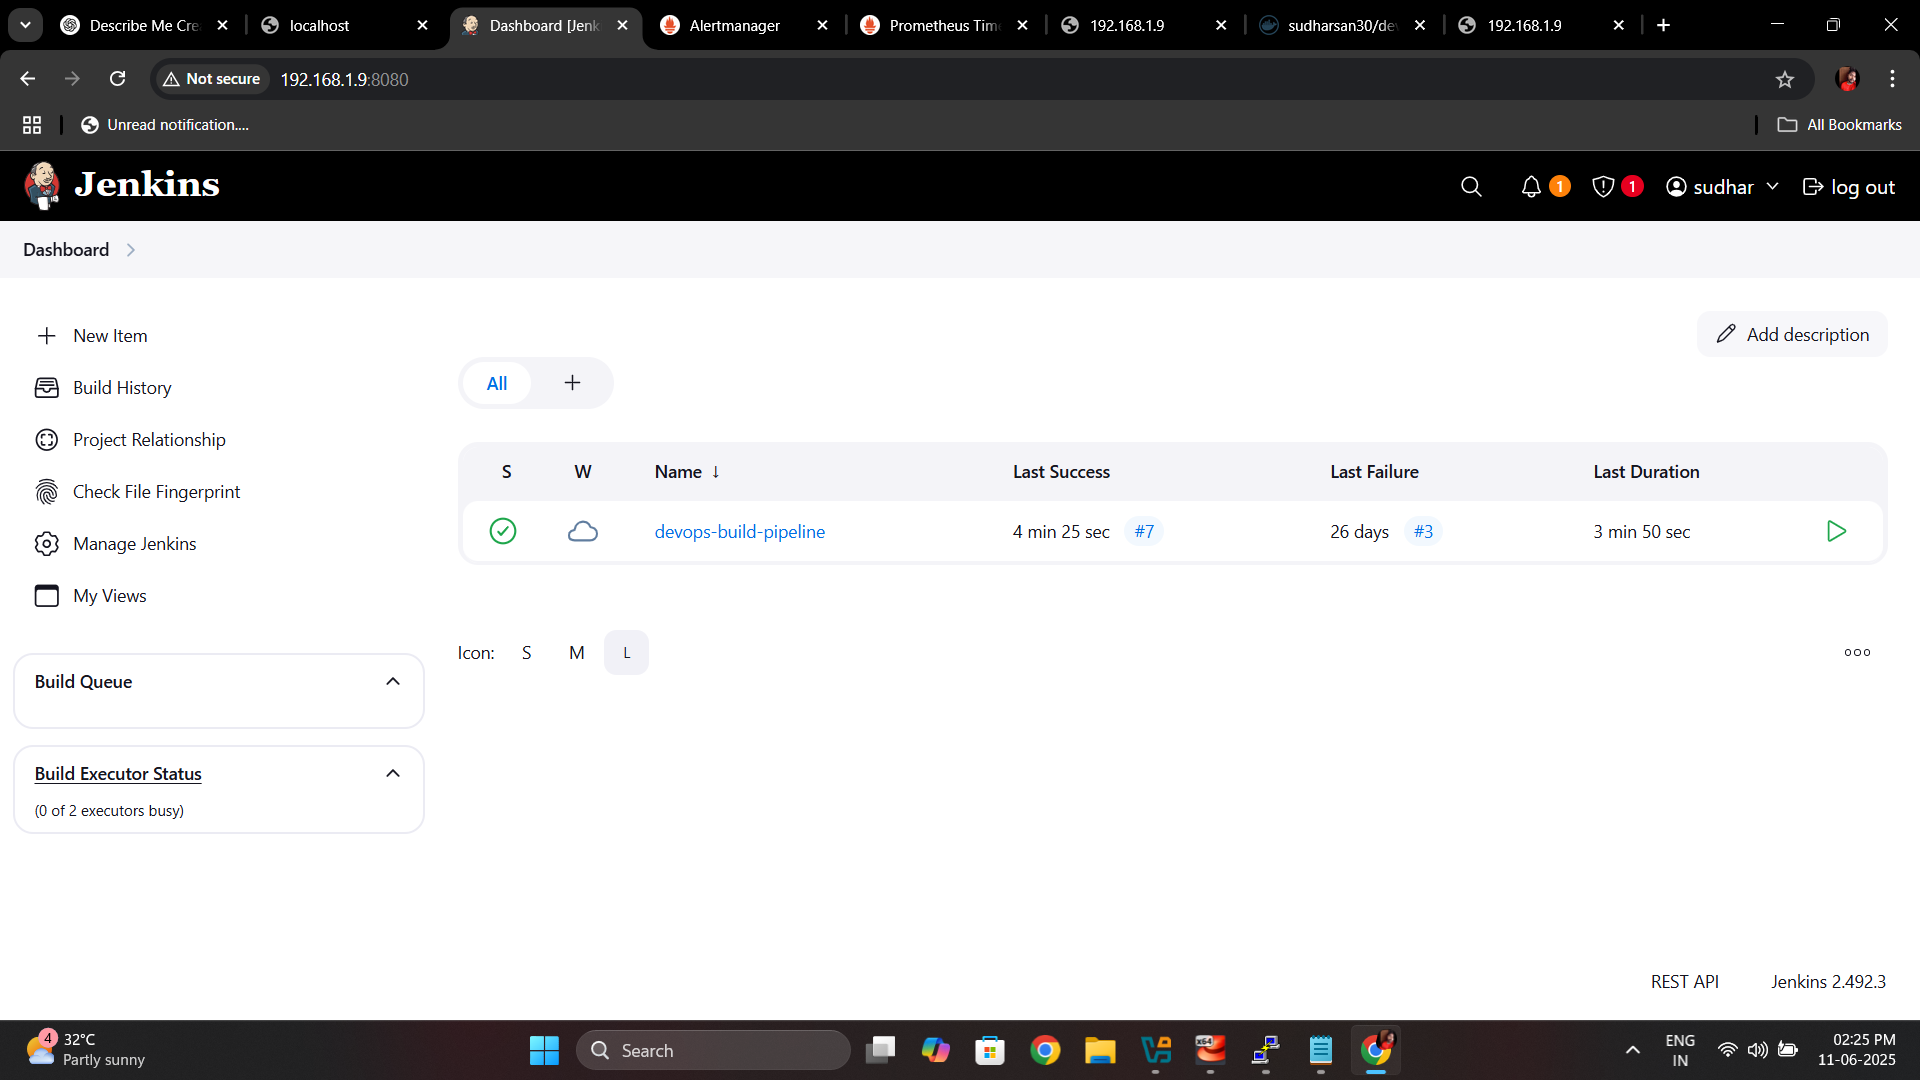 Describe Me Cre
localhost
Dashboard [Jenk
Alertmanager
Prometheus Time
192.168.1.9
sudharsan30/dev
192.168.1.9
Not secure
192.168.1.9:8080
Unread notification....
All Bookmarks
Jenkins
1
1
sudhar
log out
Dashboard
New Item
Build History
Project Relationship
Check File Fingerprint
Manage Jenkins
My Views
Build Queue
Build Executor Status
(0 of 2 executors busy)
Add description
All
+
S W Name ↓ Last Success Last Failure Last Duration
devops-build-pipeline 4 min 25 sec #7 26 days #3 3 min 50 sec
Icon: S M L
REST API
Jenkins 2.492.3
4
32°C
Partly sunny
Search
x64
ENG
IN
02:25 PM
11-06-2025